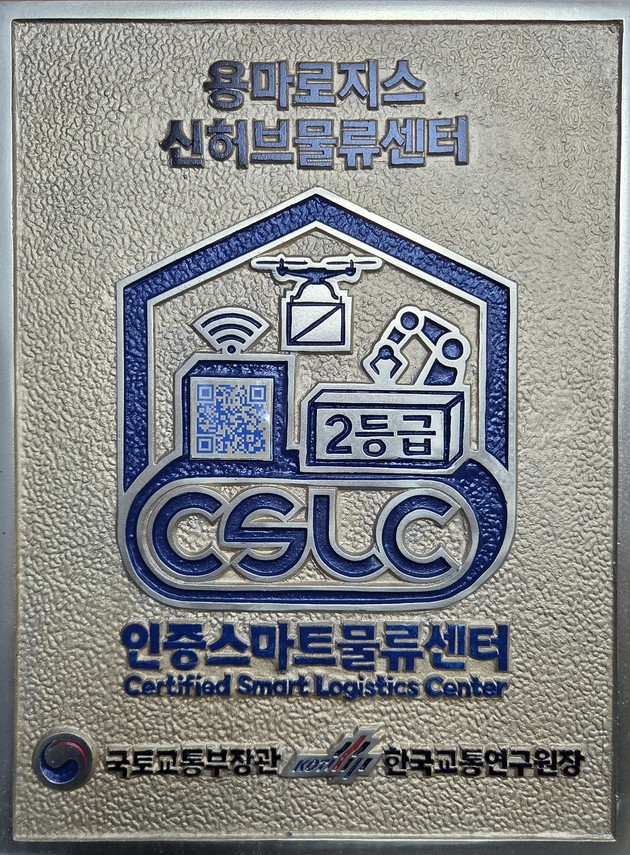 용마로지스
신허브물류센터
2등급
CSLC
인증스마트물류센터
Certified Smart Logistics Center
국토교통부장관 KOTI 한국교통연구원장